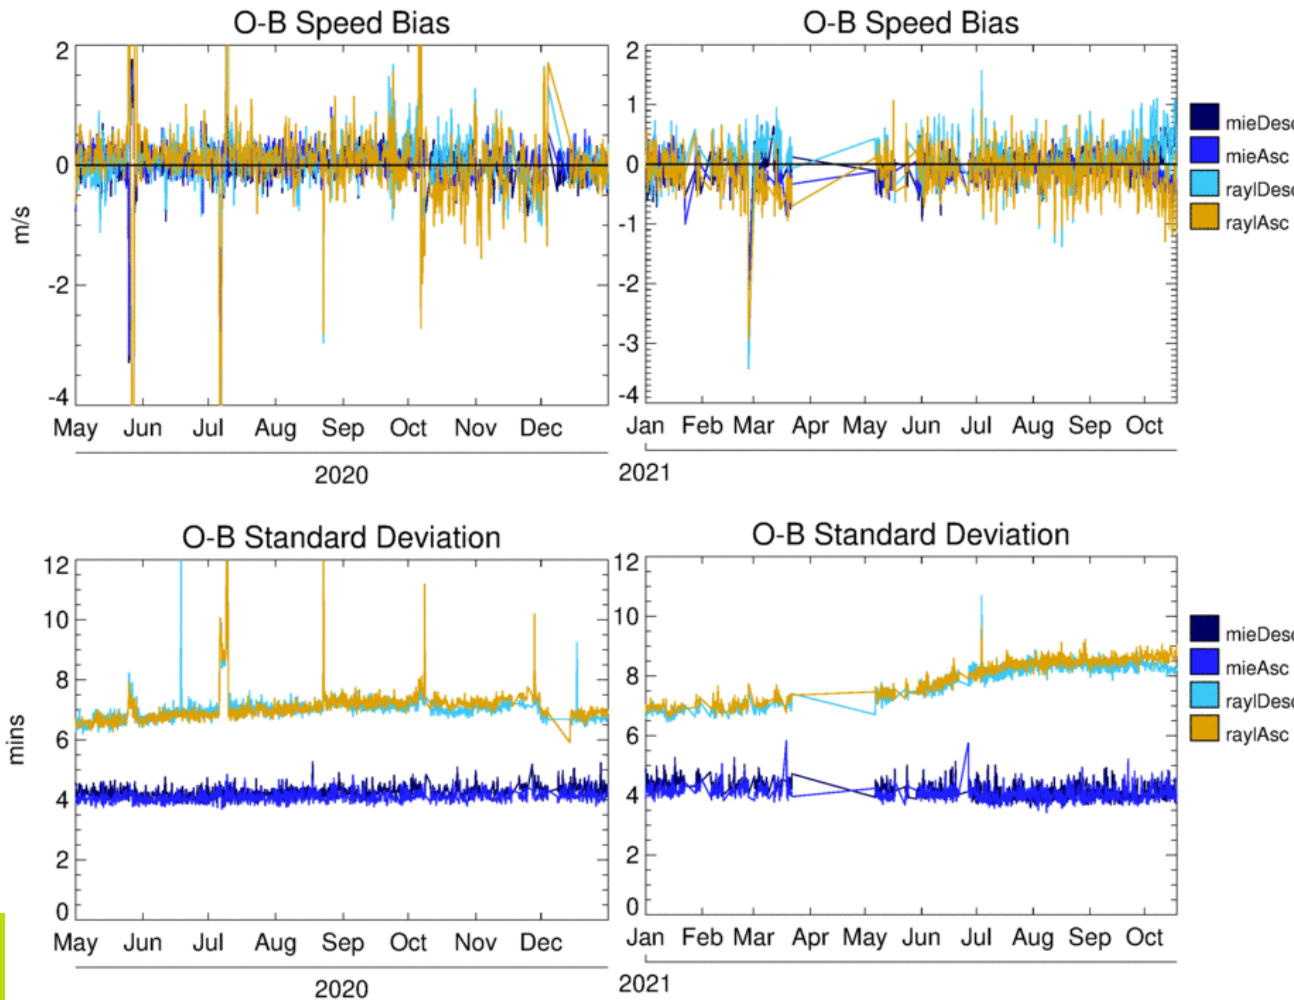 O-B Speed Bias
2
0
-2
-4
m/s
May Jun Jul Aug Sep Oct Nov Dec
2020
O-B Speed Bias
2
1
0
-1
-2
-3
-4
Jan Feb Mar Apr May Jun Jul Aug Sep Oct
2021
mieDesc
mieAsc
raylDesc
raylAsc
O-B Standard Deviation
12
10
8
6
4
2
0
mins
May Jun Jul Aug Sep Oct Nov Dec
2020
O-B Standard Deviation
12
10
8
6
4
2
0
Jan Feb Mar Apr May Jun Jul Aug Sep Oct
2021
mieDesc
mieAsc
raylDesc
raylAsc